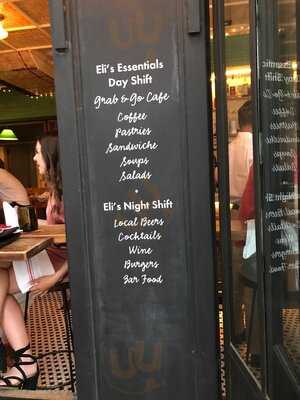 Eli's Essentials
Day Shift
Grab & Go Cafe
Coffee
Pastries
Sandwiche
Soups
Salads
Eli's Night Shift
Local Beers
Cocktails
Wine
Burgers
Bar Food